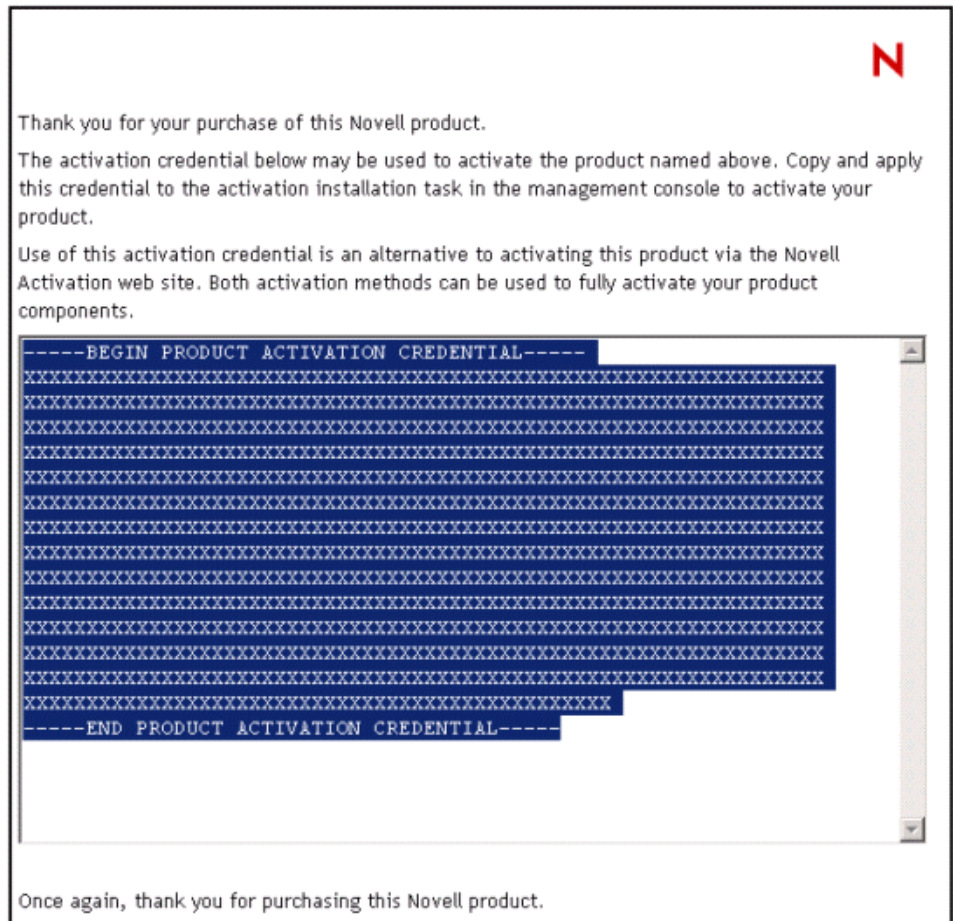 N
Thank you for your purchase of this Novell product.
The activation credential below may be used to activate the product named above. Copy and apply
this credential to the activation installation task in the management console to activate your
product.
Use of this activation credential is an alternative to activating this product via the Novell
Activation web site. Both activation methods can be used to fully activate your product
components.
-----BEGIN PRODUCT ACTIVATION CREDENTIAL-----
XXXXXXXXXXXXXXXXXXXXXXXXXXXXXXXXXXXXXXXXXXXXXXXXXXXXXXXXXXXXXXXX
XXXXXXXXXXXXXXXXXXXXXXXXXXXXXXXXXXXXXXXXXXXXXXXXXXXXXXXXXXXXXXXX
XXXXXXXXXXXXXXXXXXXXXXXXXXXXXXXXXXXXXXXXXXXXXXXXXXXXXXXXXXXXXXXX
XXXXXXXXXXXXXXXXXXXXXXXXXXXXXXXXXXXXXXXXXXXXXXXXXXXXXXXXXXXXXXXX
XXXXXXXXXXXXXXXXXXXXXXXXXXXXXXXXXXXXXXXXXXXXXXXXXXXXXXXXXXXXXXXX
XXXXXXXXXXXXXXXXXXXXXXXXXXXXXXXXXXXXXXXXXXXXXXXXXXXXXXXXXXXXXXXX
XXXXXXXXXXXXXXXXXXXXXXXXXXXXXXXXXXXXXXXXXXXXXXXXXXXXXXXXXXXXXXXX
XXXXXXXXXXXXXXXXXXXXXXXXXXXXXXXXXXXXXXXXXXXXXXXXXXXXXXXXXXXXXXXX
XXXXXXXXXXXXXXXXXXXXXXXXXXXXXXXXXXXXXXXXXXXXXXXXXXXXXXXXXXXXXXXX
XXXXXXXXXXXXXXXXXXXXXXXXXXXXXXXXXXXXXXXXXXXXXXXXXXXXXXXXXXXXXXXX
XXXXXXXXXXXXXXXXXXXXXXXXXXXXXXXXXXXXXXXXXXXXXXXXXXXXXXXXXXXXXXXX
XXXXXXXXXXXXXXXXXXXXXXXXXXXXXXXXXXXXXXXXXXXXXXXXXXXXXXXXXXXXXXXX
XXXXXXXXXXXXXXXXXXXXXXXXXXXXXXXXXXXXXXXXXXXXXXXXXXXXXXXXXXXXXXXX
XXXXXXXXXXXXXXXXXXXXXXXXXXXXXXXXXXXXXXXXXXXXXXX
-----END PRODUCT ACTIVATION CREDENTIAL-----
Once again, thank you for purchasing this Novell product.